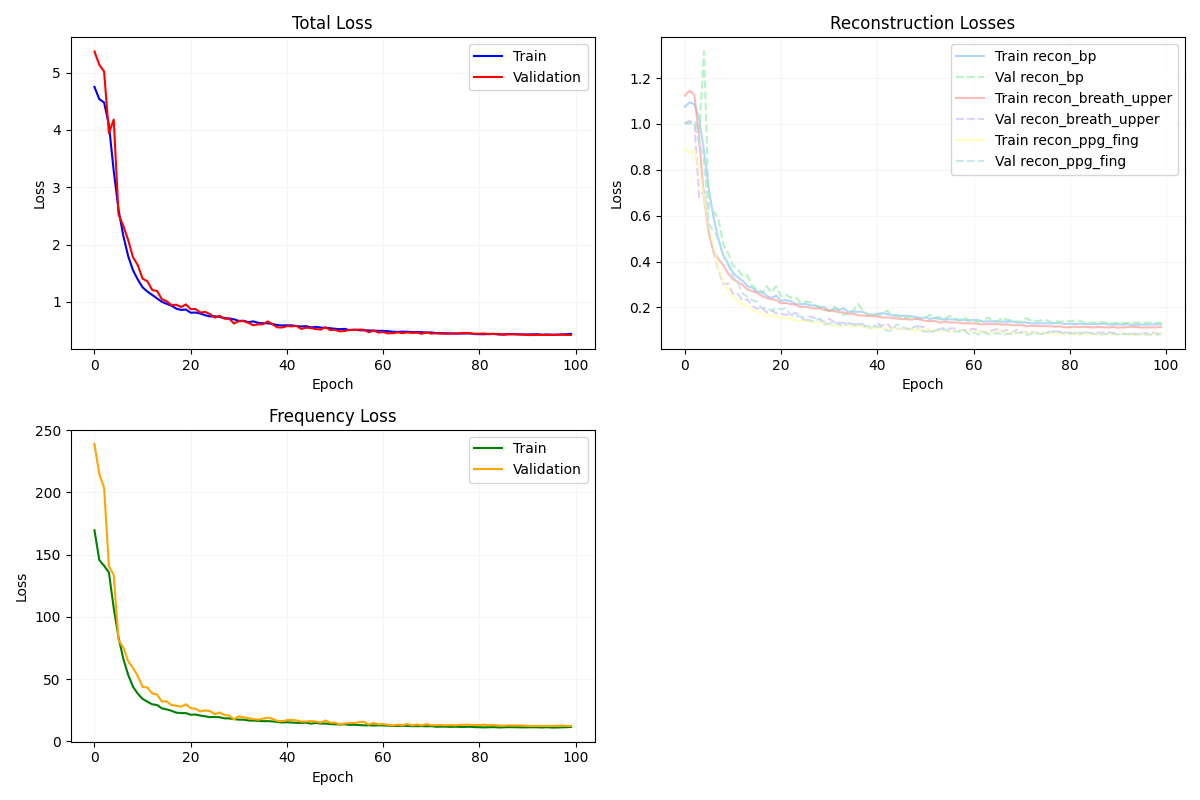 Total Loss
Train
Validation
5
4
3
2
1
Loss
0
20
40
60
80
100
Epoch
Reconstruction Losses
Train recon_bp
Val recon_bp
Train recon_breath_upper
Val recon_breath_upper
Train recon_ppg_fing
Val recon_ppg_fing
1.2
1.0
0.8
0.6
0.4
0.2
Loss
0
20
40
60
80
100
Epoch
Frequency Loss
Train
Validation
250
200
150
100
50
0
Loss
0
20
40
60
80
100
Epoch